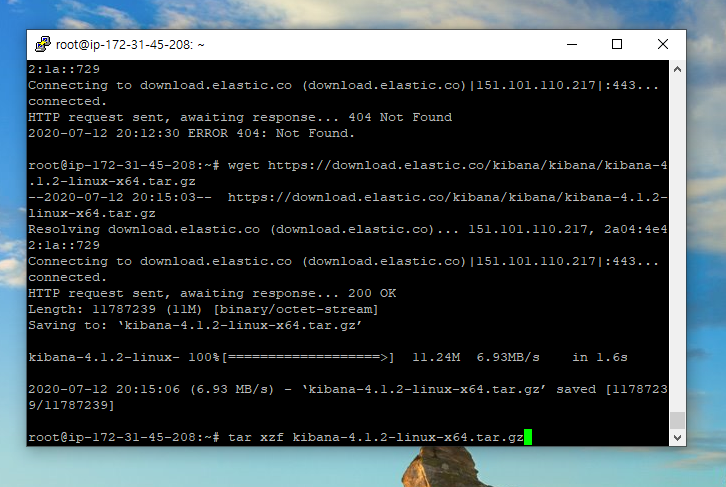 root@ip-172-31-45-208: ~
2:1a::729
Connecting to download.elastic.co (download.elastic.co)|151.101.110.217|:443...
connected.
HTTP request sent, awaiting response... 404 Not Found
2020-07-12 20:12:30 ERROR 404: Not Found.
root@ip-172-31-45-208:~# wget https://download.elastic.co/kibana/kibana/kibana-4
.1.2-linux-x64.tar.gz
--2020-07-12 20:15:03--  https://download.elastic.co/kibana/kibana/kibana-4.1.2-
linux-x64.tar.gz
Resolving download.elastic.co (download.elastic.co)... 151.101.110.217, 2a04:4e4
2:1a::729
Connecting to download.elastic.co (download.elastic.co)|151.101.110.217|:443...
connected.
HTTP request sent, awaiting response... 200 OK
Length: 11787239 (11M) [binary/octet-stream]
Saving to: ‘kibana-4.1.2-linux-x64.tar.gz’
kibana-4.1.2-linux- 100%[===================>]  11.24M  6.93MB/s    in 1.6s
2020-07-12 20:15:06 (6.93 MB/s) - ‘kibana-4.1.2-linux-x64.tar.gz’ saved [1178723
9/11787239]
root@ip-172-31-45-208:~# tar xzf kibana-4.1.2-linux-x64.tar.gz